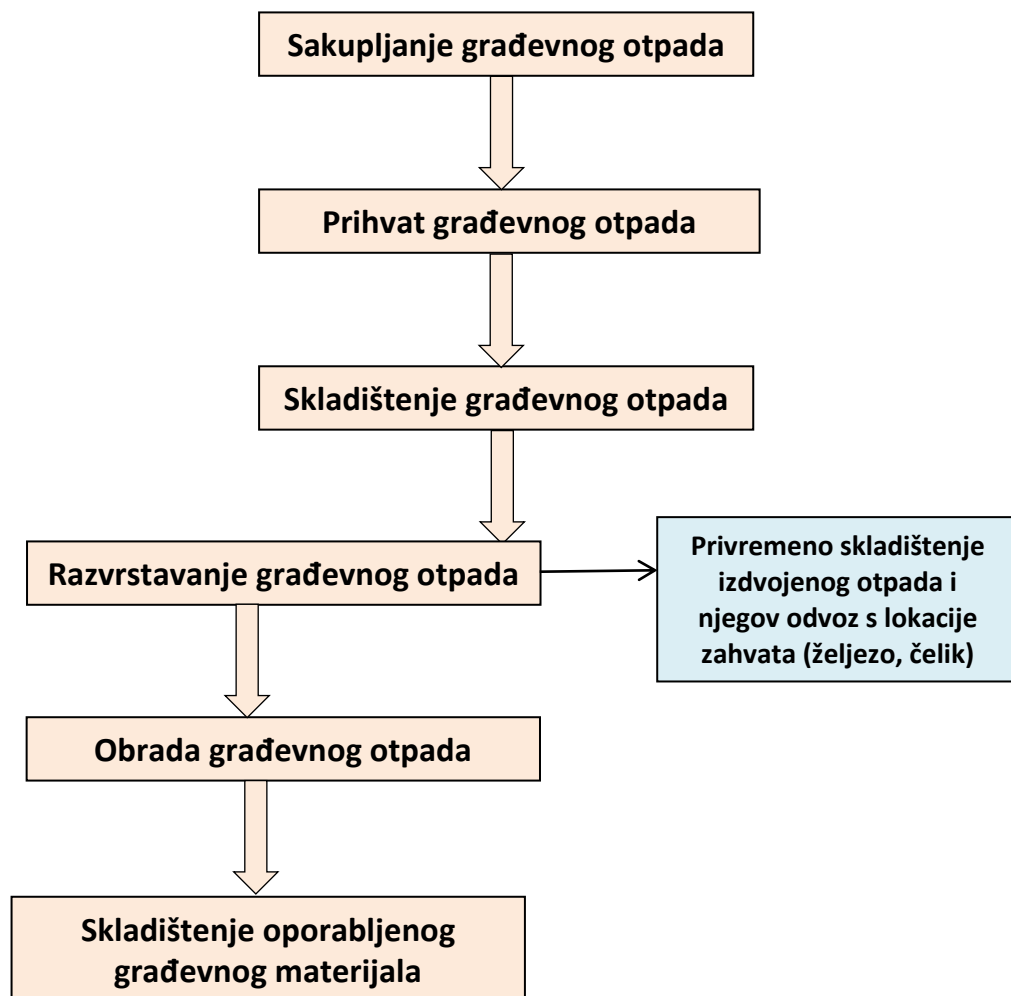 Sakupljanje građevnog otpada
Prihvat građevnog otpada
Skladištenje građevnog otpada
Razvrstavanje građevnog otpada
Privremeno skladištenje
izdvojenog otpada i
njegov odvoz s lokacije
zahvata (željezo, čelik)
Obrada građevnog otpada
Skladištenje oporabljenog
građevnog materijala